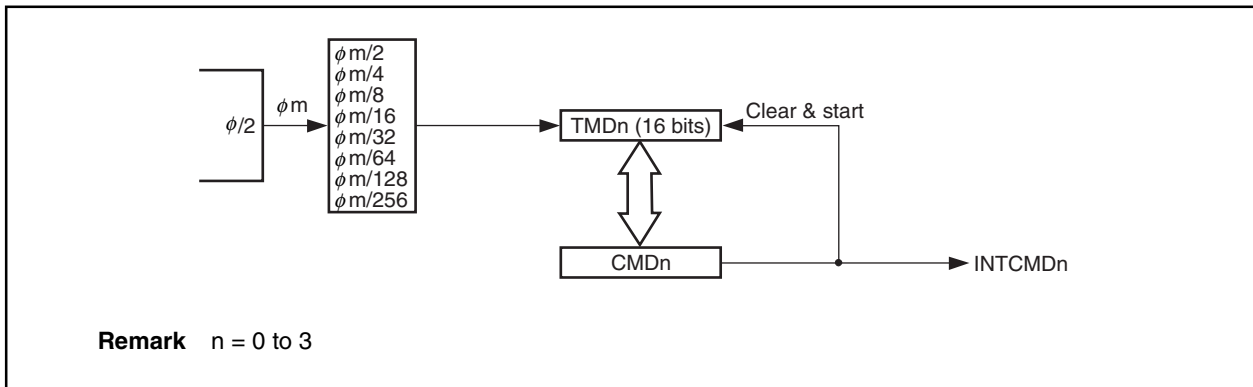 φ/2
φm
φm/2
φm/4
φm/8
φm/16
φm/32
φm/64
φm/128
φm/256
TMDn (16 bits)
Clear & start
CMDn
INTCMDn
Remark n = 0 to 3